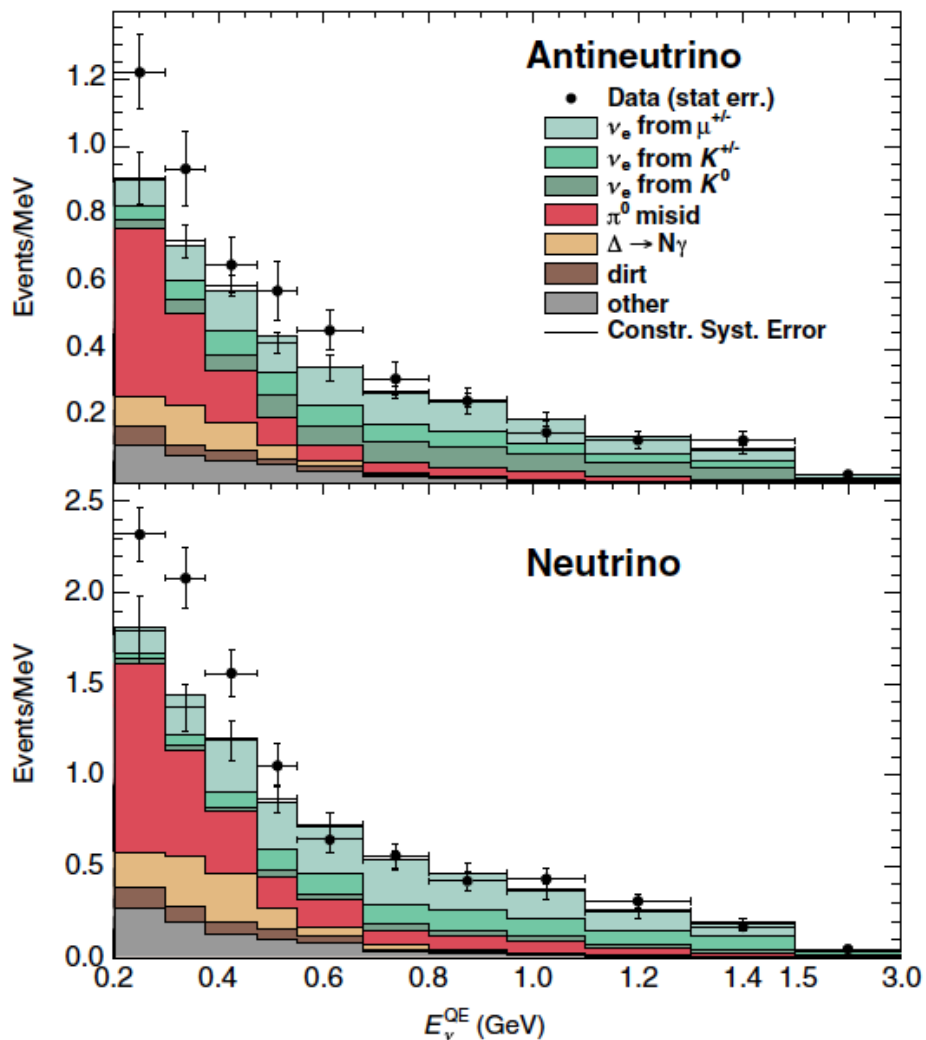 Antineutrino
Data (stat err.)
νe from μ+/-
νe from K+/-
νe from K0
π0 misid
Δ → Nγ
dirt
other
Constr. Syst. Error
Events/MeV
1.2
1.0
0.8
0.6
0.4
0.2
Neutrino
Events/MeV
2.5
2.0
1.5
1.0
0.5
0.0
0.2 0.4 0.6 0.8 1.0 1.2 1.4 1.5 3.0
EνQE (GeV)